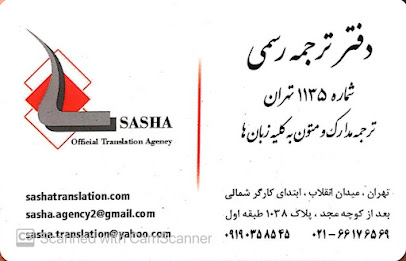 دفتر ترجمه رسمی
شماره ۱۱۳۵ تهران
ترجمه مدارک و متون به کلیه زبان‌ها
SASHA
Official Translation Agency
sashatranslation.com
sasha.agency2@gmail.com
sasha.translation@yahoo.com
تهران ، میدان انقلاب ، ابتدای کارگر شمالی
بعد از کوچه مجد ، پلاک ۱۰۳۸ طبقه اول
۰۲۱-۶۶۱۷۶۵۶۹ ۰۹۱۹۰۳۵۸۵۴۵
CS Scanned with CamScanner